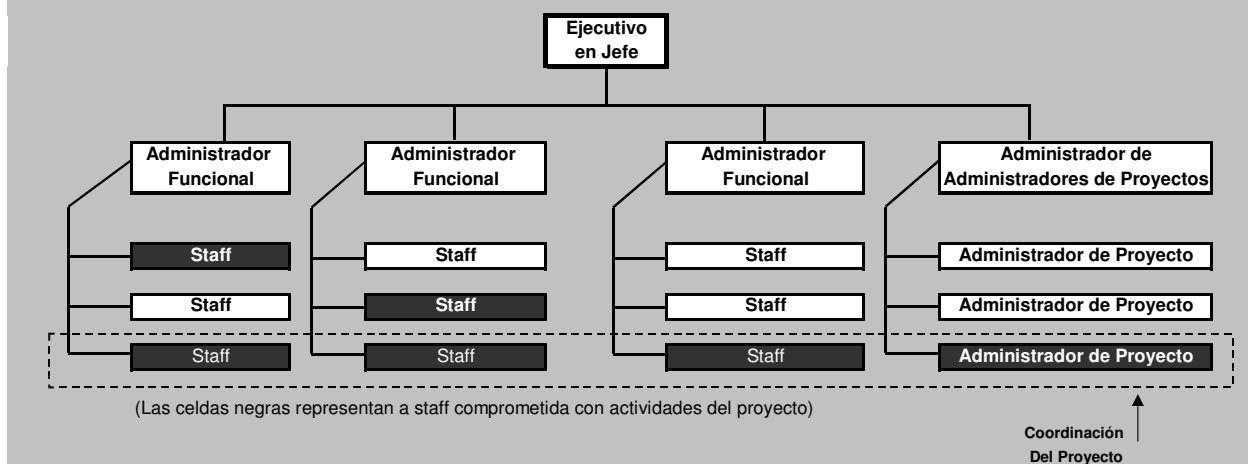 Ejecutivo
en Jefe
Administrador
Funcional
Administrador
Funcional
Administrador
Funcional
Administrador de
Administradores de Proyectos
Staff
Staff
Staff
Administrador de Proyecto
Staff
Staff
Staff
Administrador de Proyecto
Staff
Staff
Staff
Administrador de Proyecto
(Las celdas negras representan a staff comprometida con actividades del proyecto)
Coordinación
Del Proyecto